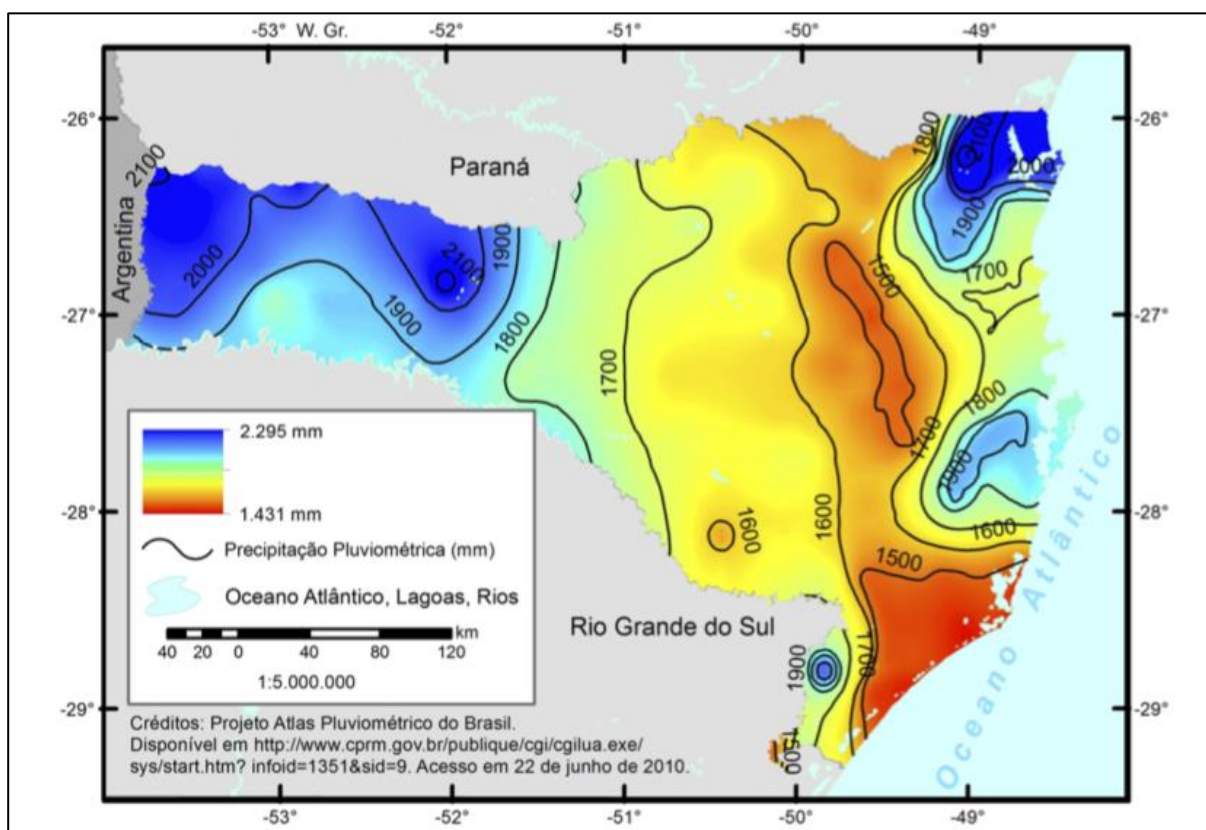 -53° W. Gr. -52° -51° -50° -49°
-26° -26°
1800
2100
2100
Paraná
2000
Argentina
1900
1900
2000
2100
1500
1700
-27° -27°
1900
1800
1700
1800
1700
1900
2.295 mm
1.431 mm
-28° -28°
1600
1600
1600
Precipitação Pluviométrica (mm)
1500
Oceano Atlântico, Lagoas, Rios
Oceano Atlântico
Rio Grande do Sul
km
40 20 0 40 80 120
1900
1700
1:5.000.000
-29° -29°
1500
Créditos: Projeto Atlas Pluviométrico do Brasil.
Disponível em http://www.cprm.gov.br/publique/cgi/cgilua.exe/
sys/start.htm? infoid=1351&sid=9. Acesso em 22 de junho de 2010.
-53° -52° -51° -50° -49°